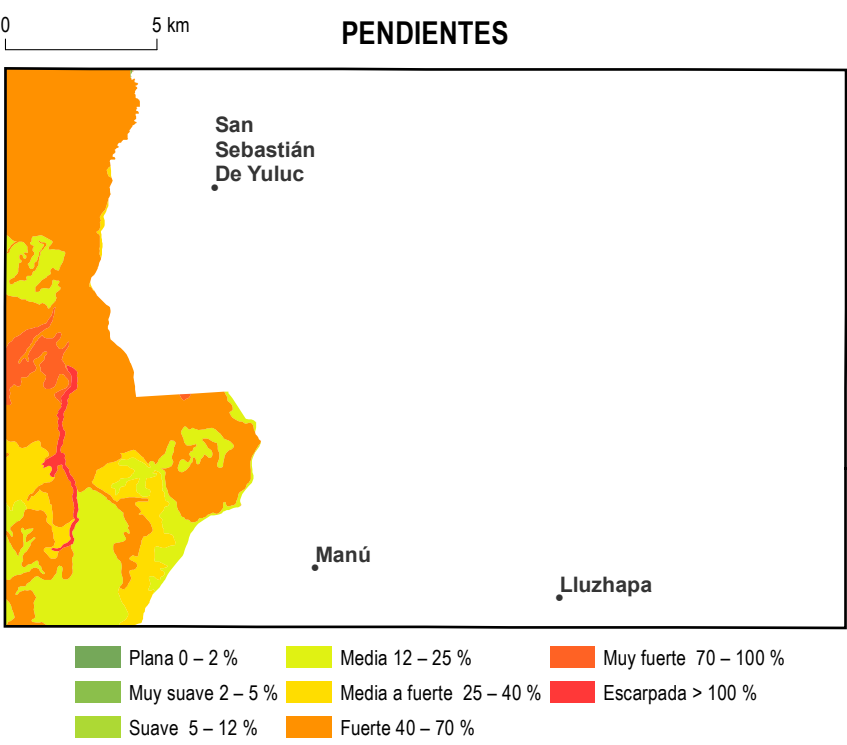 0 5 km
PENDIENTES
San
Sebastián
De Yuluc
Manú
Lluzhapa
Plana 0 – 2 %
Muy suave 2 – 5 %
Suave 5 – 12 %
Media 12 – 25 %
Media a fuerte 25 – 40 %
Fuerte 40 – 70 %
Muy fuerte 70 – 100 %
Escarpada > 100 %